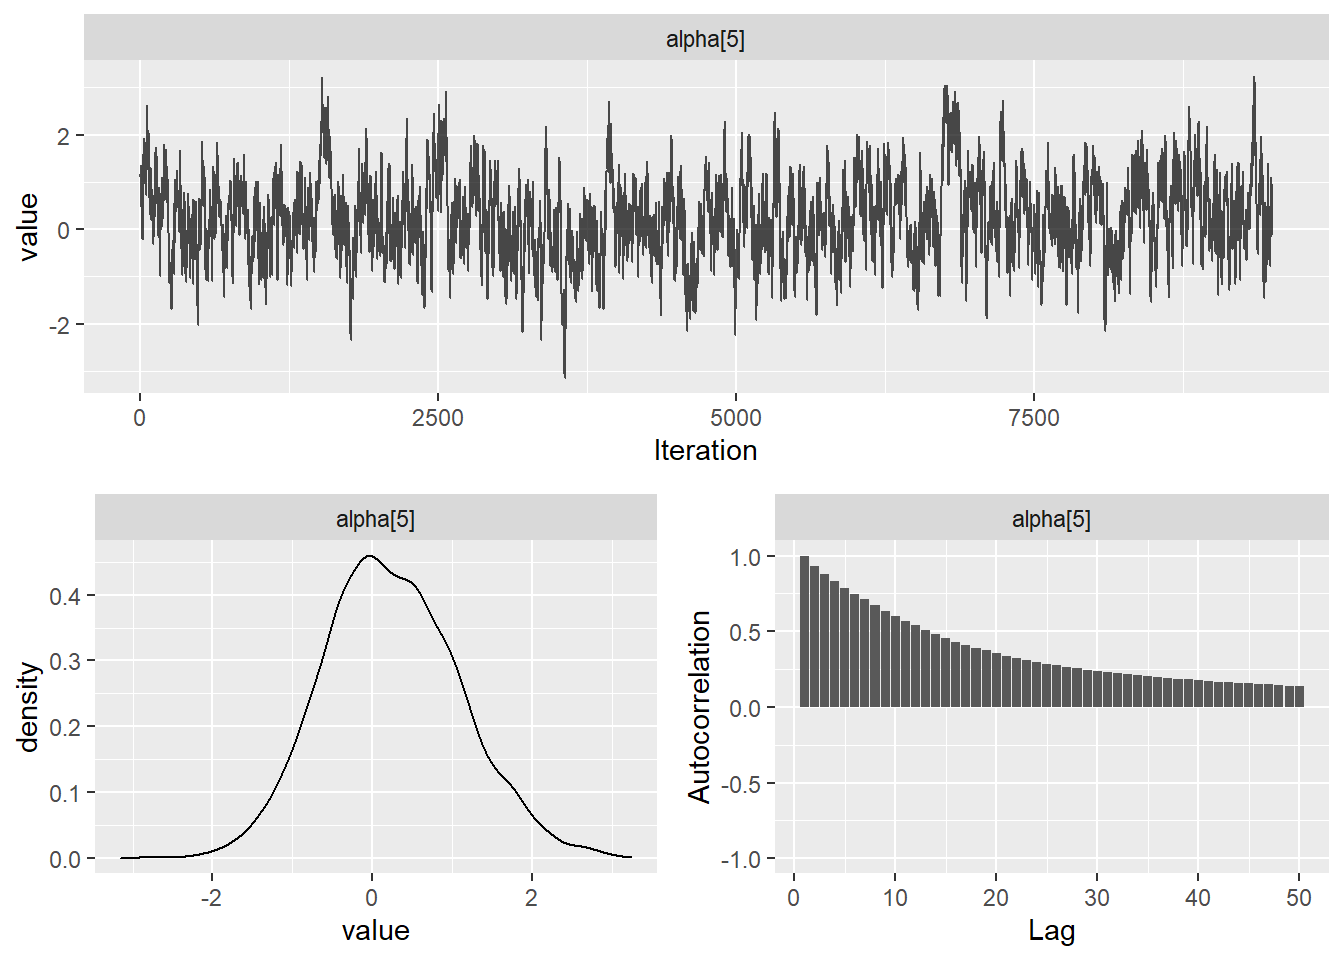 alpha[5]
value
2
0
-2
0 2500 5000 7500
Iteration
alpha[5] alpha[5]
density
0.4
0.3
0.2
0.1
0.0
-2 0 2
value
Autocorrelation
1.0
0.5
0.0
-0.5
-1.0
0 10 20 30 40 50
Lag